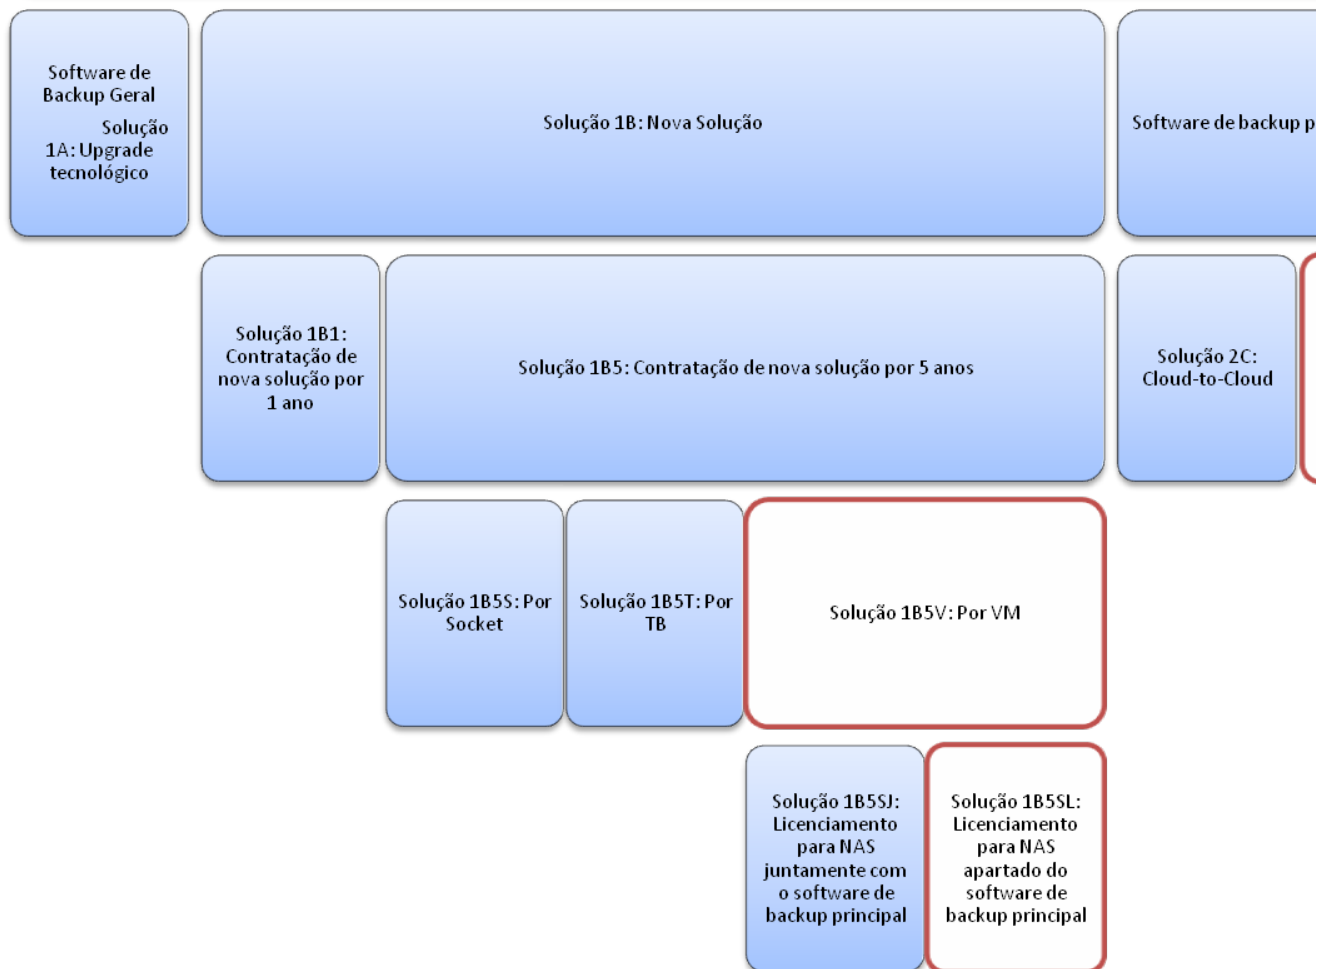 Software de
Backup Geral
Solução
1A: Upgrade
tecnológico
Solução 1B: Nova Solução
Software de backup p
Solução 1B1:
Contratação de
nova solução por
1 ano
Solução 1B5: Contratação de nova solução por 5 anos
Solução 2C:
Cloud-to-Cloud
Solução 1B5S: Por
Socket
Solução 1B5T: Por
TB
Solução 1B5V: Por VM
Solução 1B5SJ:
Licenciamento
para NAS
juntamente com
o software de
backup principal
Solução 1B5SL:
Licenciamento
para NAS
apartado do
software de
backup principal